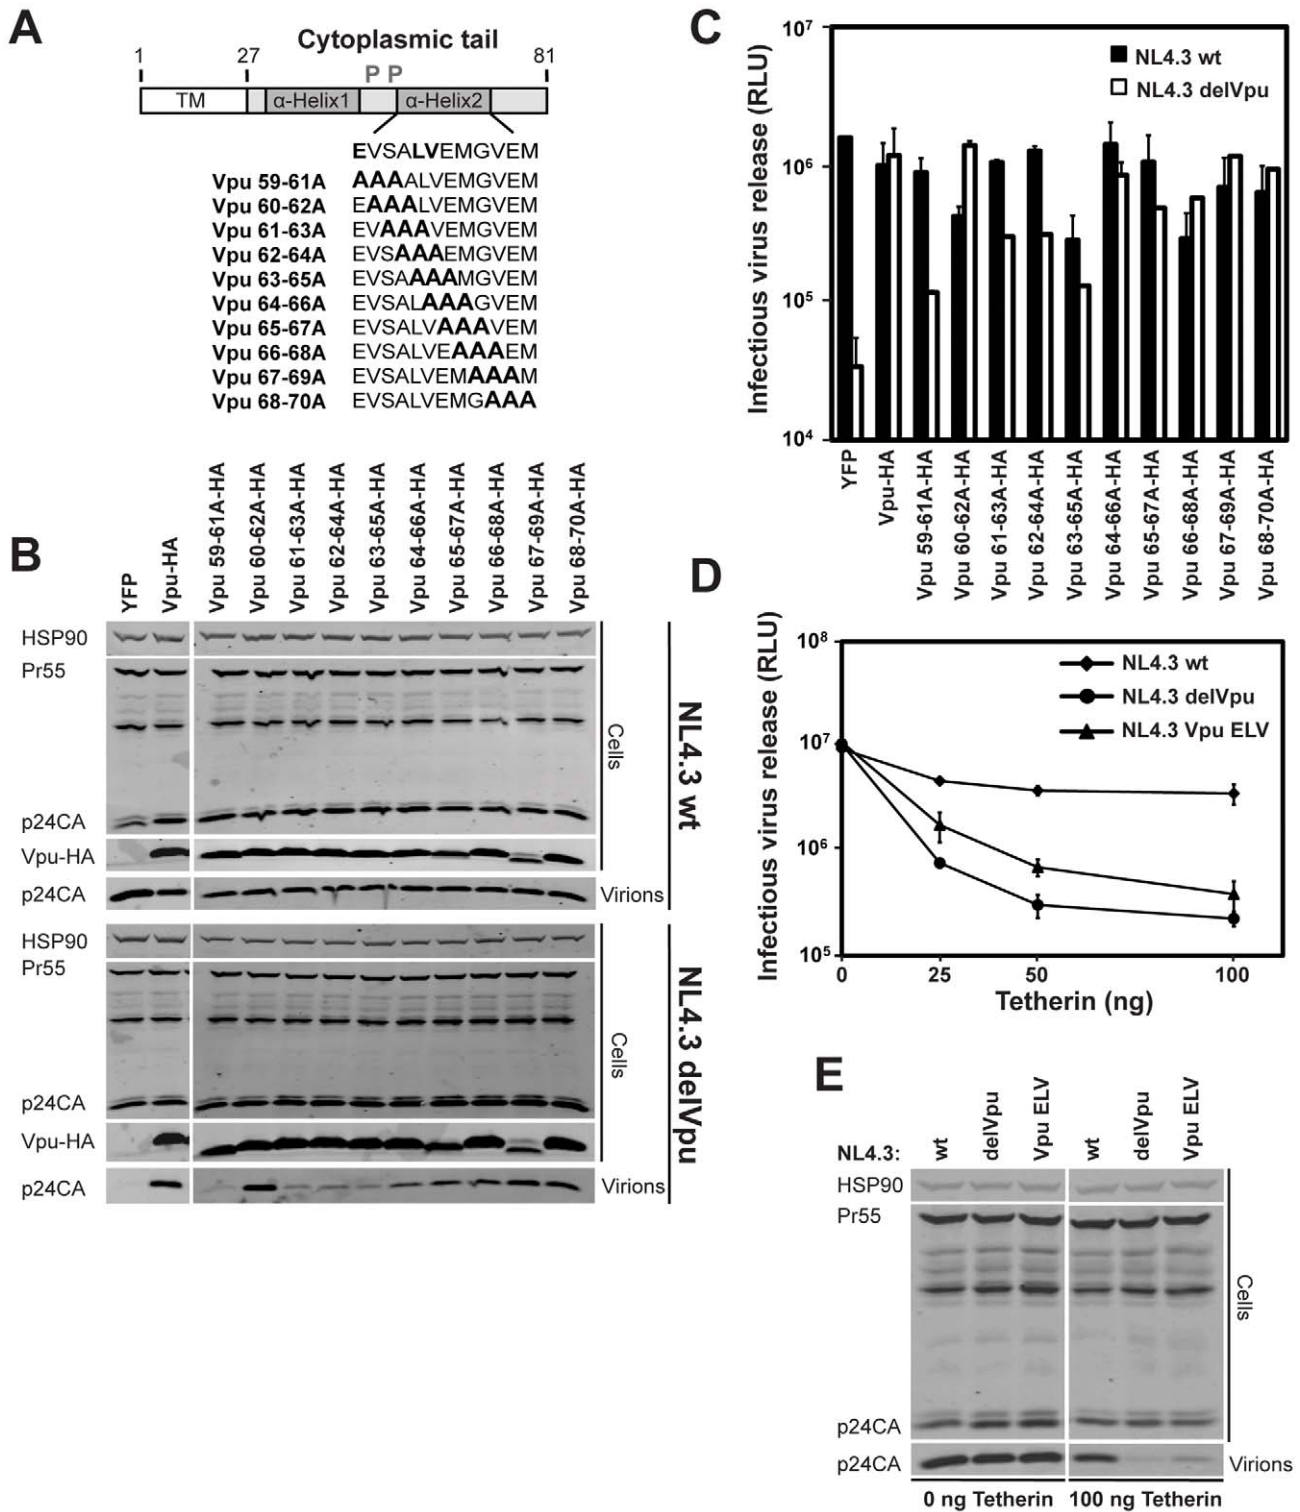 A
Cytoplasmic tail
1 27 81
P P
TM α-Helix1 α-Helix2
EVSALVEMGVEM
Vpu 59-61A AAAALVEMGVEM
Vpu 60-62A EAAALVEMGVEM
Vpu 61-63A EVAAAVEMGVEM
Vpu 62-64A EVSAAAEMGVEM
Vpu 63-65A EVSAAAAMGVEM
Vpu 64-66A EVSALAAAGVEM
Vpu 65-67A EVSALVAAAVEM
Vpu 66-68A EVSALVEAAAEM
Vpu 67-69A EVSALVEMAAAM
Vpu 68-70A EVSALVEMGAAA
B
YFP
Vpu-HA
Vpu 59-61A-HA
Vpu 60-62A-HA
Vpu 61-63A-HA
Vpu 62-64A-HA
Vpu 63-65A-HA
Vpu 64-66A-HA
Vpu 65-67A-HA
Vpu 66-68A-HA
Vpu 67-69A-HA
Vpu 68-70A-HA
HSP90
Pr55
p24CA
Vpu-HA
Cells
p24CA
Virions
NL4.3 wt
HSP90
Pr55
p24CA
Vpu-HA
Cells
p24CA
Virions
NL4.3 delVpu
C
Infectious virus release (RLU)
10⁷
10⁶
10⁵
10⁴
NL4.3 wt
NL4.3 delVpu
YFP
Vpu-HA
Vpu 59-61A-HA
Vpu 60-62A-HA
Vpu 61-63A-HA
Vpu 62-64A-HA
Vpu 63-65A-HA
Vpu 64-66A-HA
Vpu 65-67A-HA
Vpu 66-68A-HA
Vpu 67-69A-HA
Vpu 68-70A-HA
D
Infectious virus release (RLU)
10⁸
10⁷
10⁶
10⁵
NL4.3 wt
NL4.3 delVpu
NL4.3 Vpu ELV
0 25 50 100
Tetherin (ng)
E
NL4.3: wt delVpu Vpu ELV wt delVpu Vpu ELV
HSP90
Pr55
p24CA
Cells
p24CA
Virions
0 ng Tetherin 100 ng Tetherin